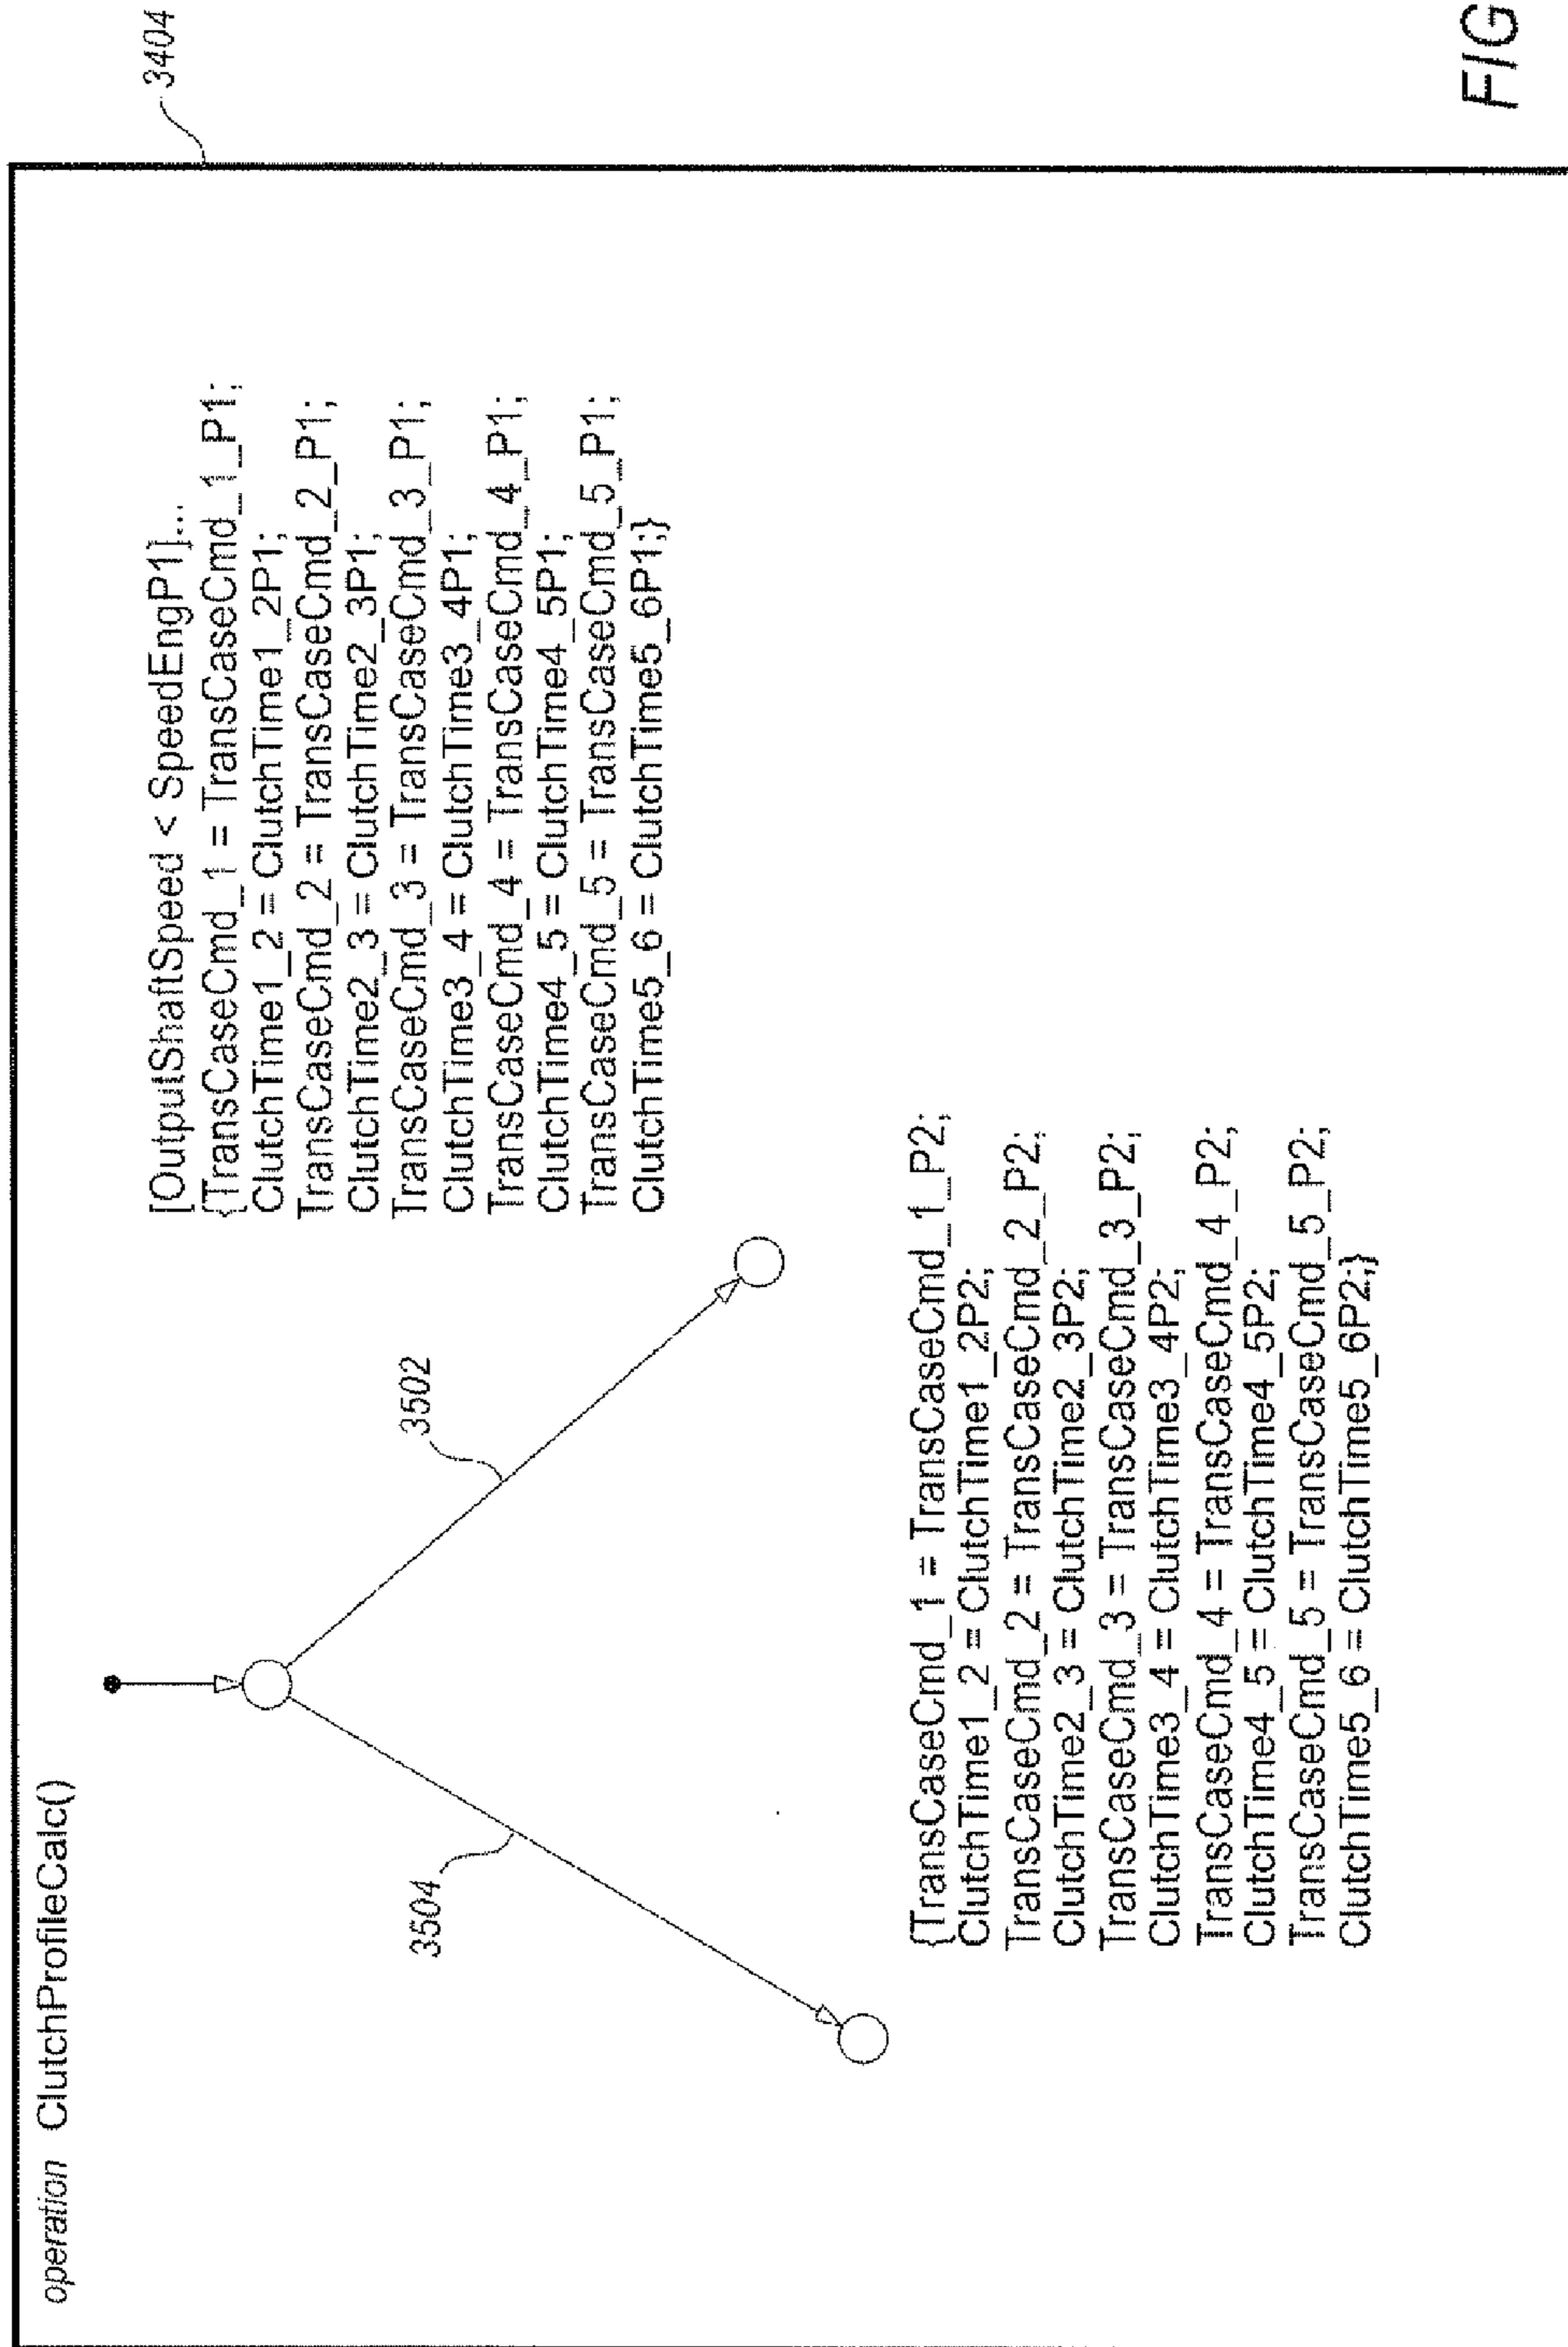 operation ClutchProfileCalc()
3404
[OutputShaftSpeed < SpeedEngP1]...
{TransCaseCmd_1 = TransCaseCmd_1_P1;
ClutchTime1_2 = ClutchTime1_2P1;
TransCaseCmd_2 = TransCaseCmd_2_P1;
ClutchTime2_3 = ClutchTime2_3P1;
TransCaseCmd_3 = TransCaseCmd_3_P1;
ClutchTime3_4 = ClutchTime3_4P1;
TransCaseCmd_4 = TransCaseCmd_4_P1;
ClutchTime4_5 = ClutchTime4_5P1;
TransCaseCmd_5 = TransCaseCmd_5_P1;
ClutchTime5_6 = ClutchTime5_6P1;}
3504
3502
{TransCaseCmd_1 = TransCaseCmd_1_P2;
ClutchTime1_2 = ClutchTime1_2P2;
TransCaseCmd_2 = TransCaseCmd_2_P2;
ClutchTime2_3 = ClutchTime2_3P2;
TransCaseCmd_3 = TransCaseCmd_3_P2;
ClutchTime3_4 = ClutchTime3_4P2;
TransCaseCmd_4 = TransCaseCmd_4_P2;
ClutchTime4_5 = ClutchTime4_5P2;
TransCaseCmd_5 = TransCaseCmd_5_P2;
ClutchTime5_6 = ClutchTime5_6P2;}
FIG